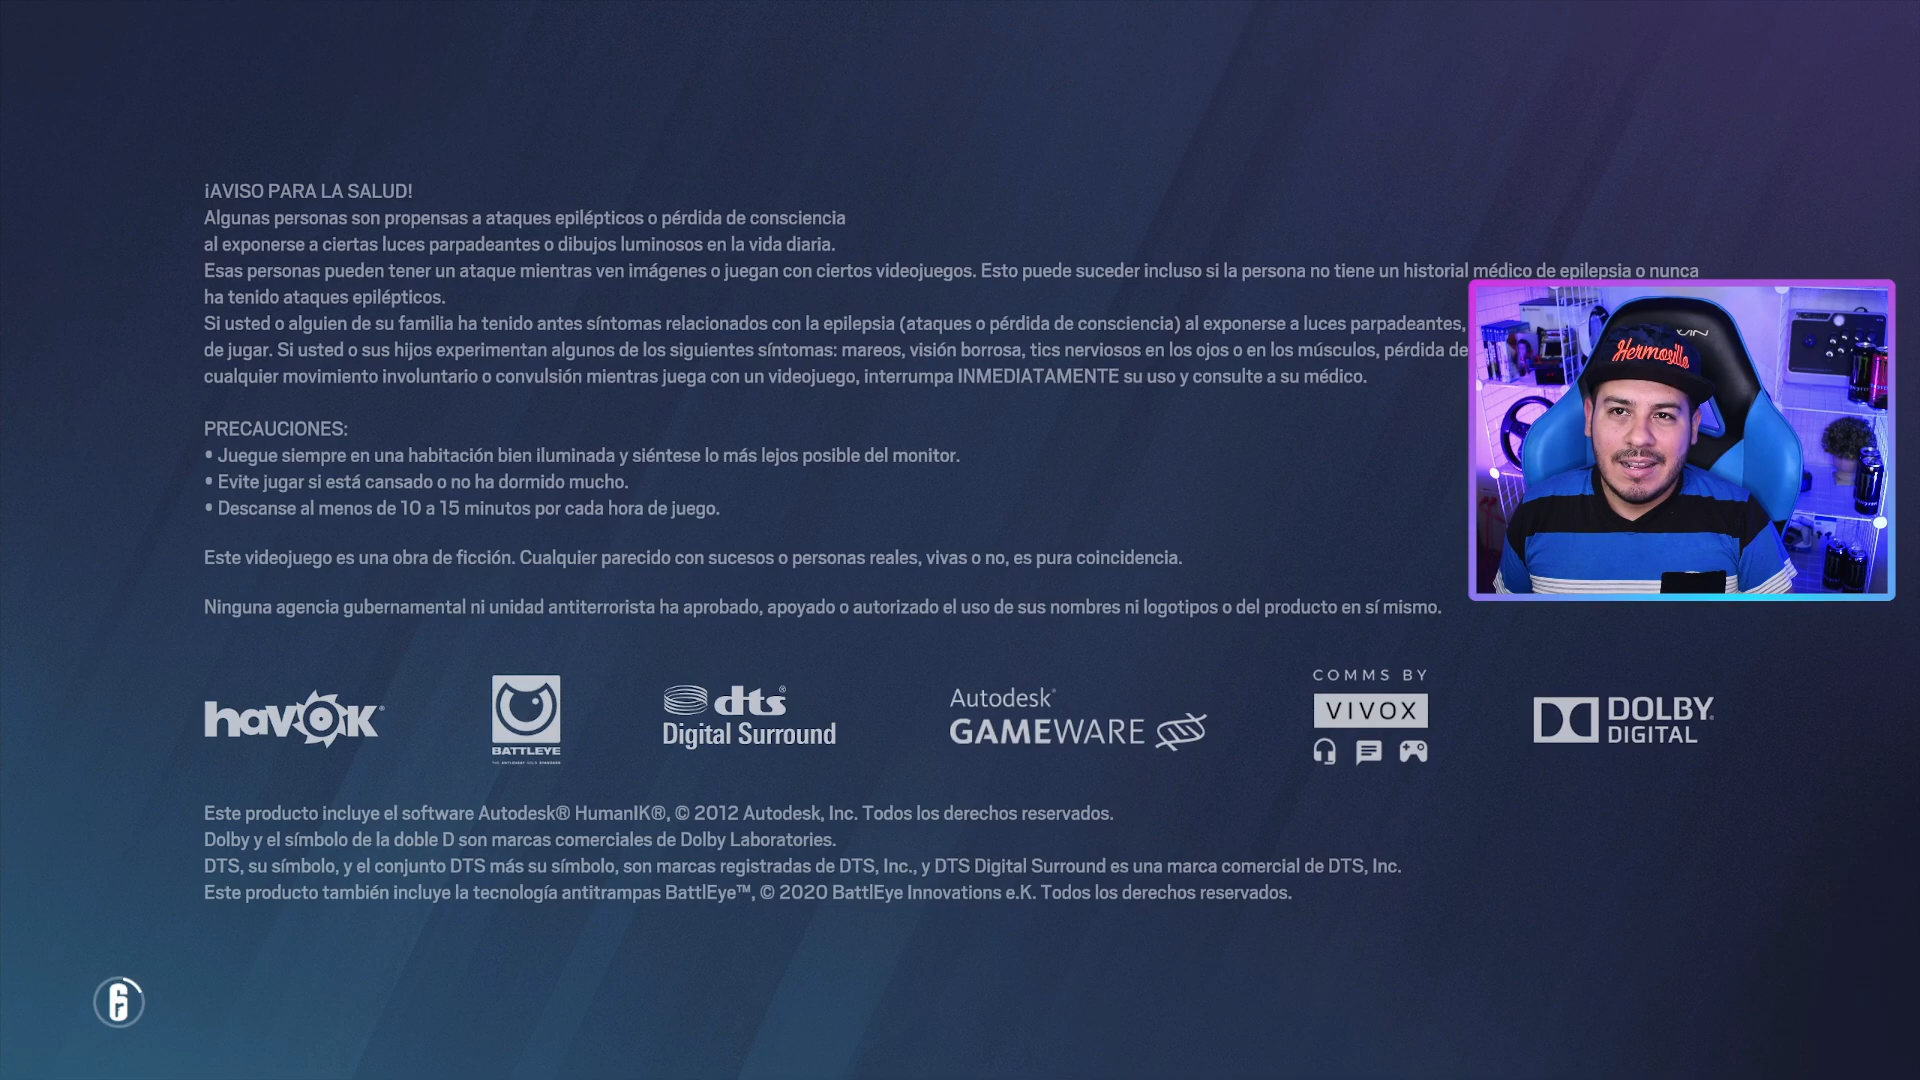 ¡AVISO PARA LA SALUD!
Algunas personas son propensas a ataques epilépticos o pérdida de consciencia
al exponerse a ciertas luces parpadeantes o dibujos luminosos en la vida diaria.
Esas personas pueden tener un ataque mientras ven imágenes o juegan con ciertos videojuegos. Esto puede suceder incluso si la persona no tiene un historial médico de epilepsia o nunca
ha tenido ataques epilépticos.
Si usted o alguien de su familia ha tenido antes síntomas relacionados con la epilepsia (ataques o pérdida de consciencia) al exponerse a luces parpadeantes,
de jugar. Si usted o sus hijos experimentan algunos de los siguientes síntomas: mareos, visión borrosa, tics nerviosos en los ojos o en los músculos, pérdida de
cualquier movimiento involuntario o convulsión mientras juega con un videojuego, interrumpa INMEDIATAMENTE su uso y consulte a su médico.
Hermosillo
PRECAUCIONES:
• Juegue siempre en una habitación bien iluminada y siéntese lo más lejos posible del monitor.
• Evite jugar si está cansado o no ha dormido mucho.
• Descanse al menos de 10 a 15 minutos por cada hora de juego.
Este videojuego es una obra de ficción. Cualquier parecido con sucesos o personas reales, vivas o no, es pura coincidencia.
Ninguna agencia gubernamental ni unidad antiterrorista ha aprobado, apoyado o autorizado el uso de sus nombres ni logotipos o del producto en sí mismo.
havok®
BATTLEYE
dts®
Digital Surround
Autodesk®
GAMEWARE
COMMS BY
VIVOX
DOLBY®
DIGITAL
Este producto incluye el software Autodesk® HumanIK®, © 2012 Autodesk, Inc. Todos los derechos reservados.
Dolby y el símbolo de la doble D son marcas comerciales de Dolby Laboratories.
DTS, su símbolo, y el conjunto DTS más su símbolo, son marcas registradas de DTS, Inc., y DTS Digital Surround es una marca comercial de DTS, Inc.
Este producto también incluye la tecnología antitrampas BattlEye™, © 2020 BattlEye Innovations e.K. Todos los derechos reservados.
6